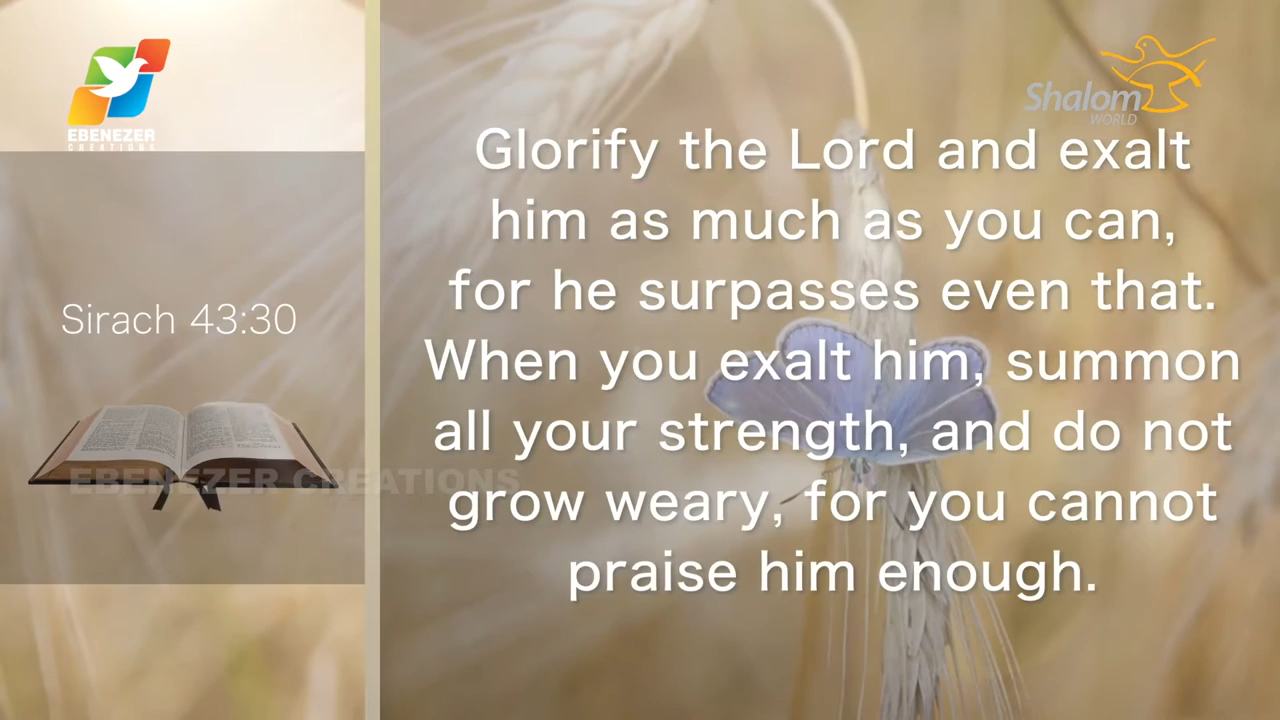 EBENEZER
CREATIONS
Sirach 43:30
EBENEZER CREATIONS
Shalom
WORLD
Glorify the Lord and exalt
him as much as you can,
for he surpasses even that.
When you exalt him, summon
all your strength, and do not
grow weary, for you cannot
praise him enough.